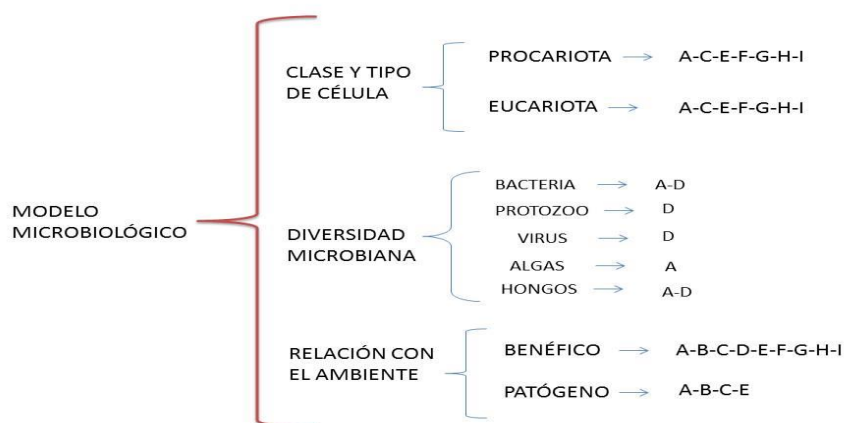 MODELO
MICROBIOLÓGICO
CLASE Y TIPO
DE CÉLULA
PROCARIOTA → A-C-E-F-G-H-I
EUCARIOTA → A-C-E-F-G-H-I
DIVERSIDAD
MICROBIANA
BACTERIA → A-D
PROTOZOO → D
VIRUS → D
ALGAS → A
HONGOS → A-D
RELACIÓN CON
EL AMBIENTE
BENÉFICO → A-B-C-D-E-F-G-H-I
PATÓGENO → A-B-C-E